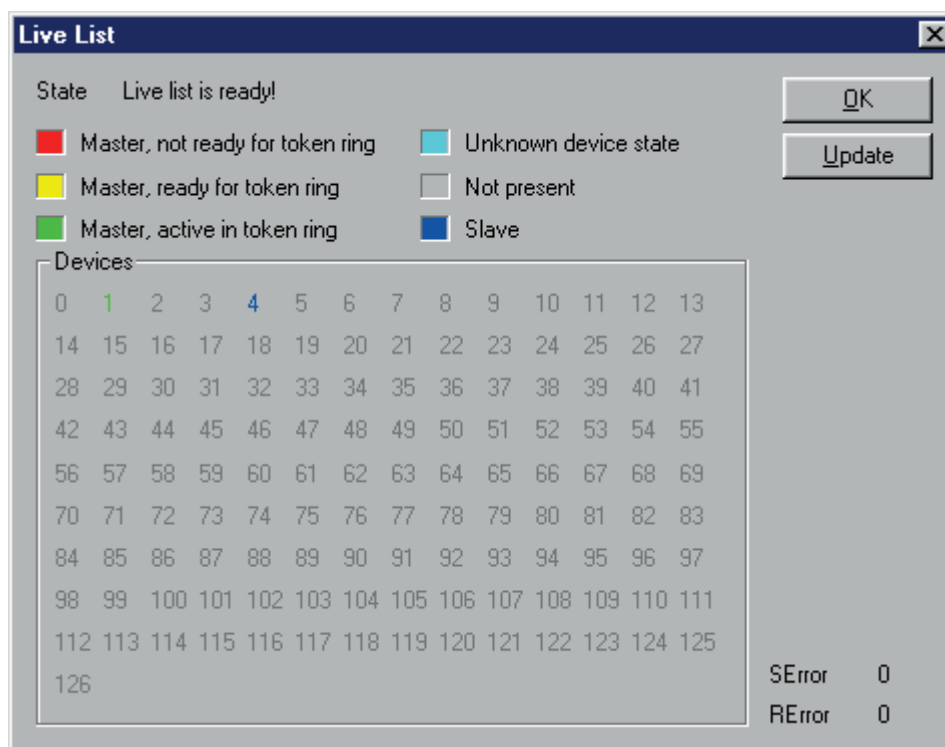 Live List
State Live list is ready!
OK
Master, not ready for token ring Unknown device state
Update
Master, ready for token ring Not present
Master, active in token ring Slave
Devices
0 1 2 3 4 5 6 7 8 9 10 11 12 13
14 15 16 17 18 19 20 21 22 23 24 25 26 27
28 29 30 31 32 33 34 35 36 37 38 39 40 41
42 43 44 45 46 47 48 49 50 51 52 53 54 55
56 57 58 59 60 61 62 63 64 65 66 67 68 69
70 71 72 73 74 75 76 77 78 79 80 81 82 83
84 85 86 87 88 89 90 91 92 93 94 95 96 97
98 99 100 101 102 103 104 105 106 107 108 109 110 111
112 113 114 115 116 117 118 119 120 121 122 123 124 125
126
SError 0
RError 0